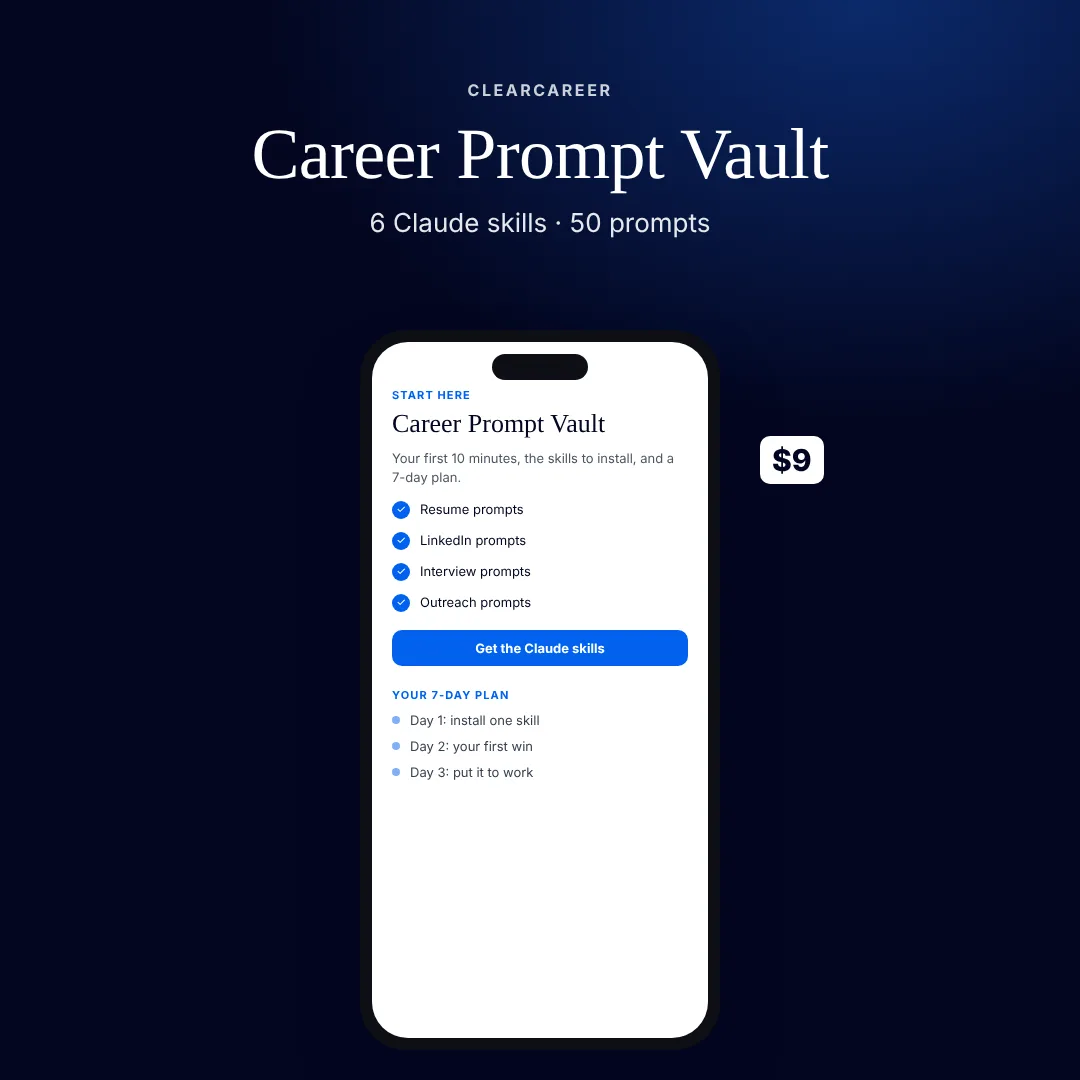 CLEARCAREER
Career Prompt Vault
6 Claude skills · 50 prompts
START HERE
Career Prompt Vault
Your first 10 minutes, the skills to install, and a
7-day plan.
$9
Resume prompts
LinkedIn prompts
Interview prompts
Outreach prompts
Get the Claude skills
YOUR 7-DAY PLAN
Day 1: install one skill
Day 2: your first win
Day 3: put it to work